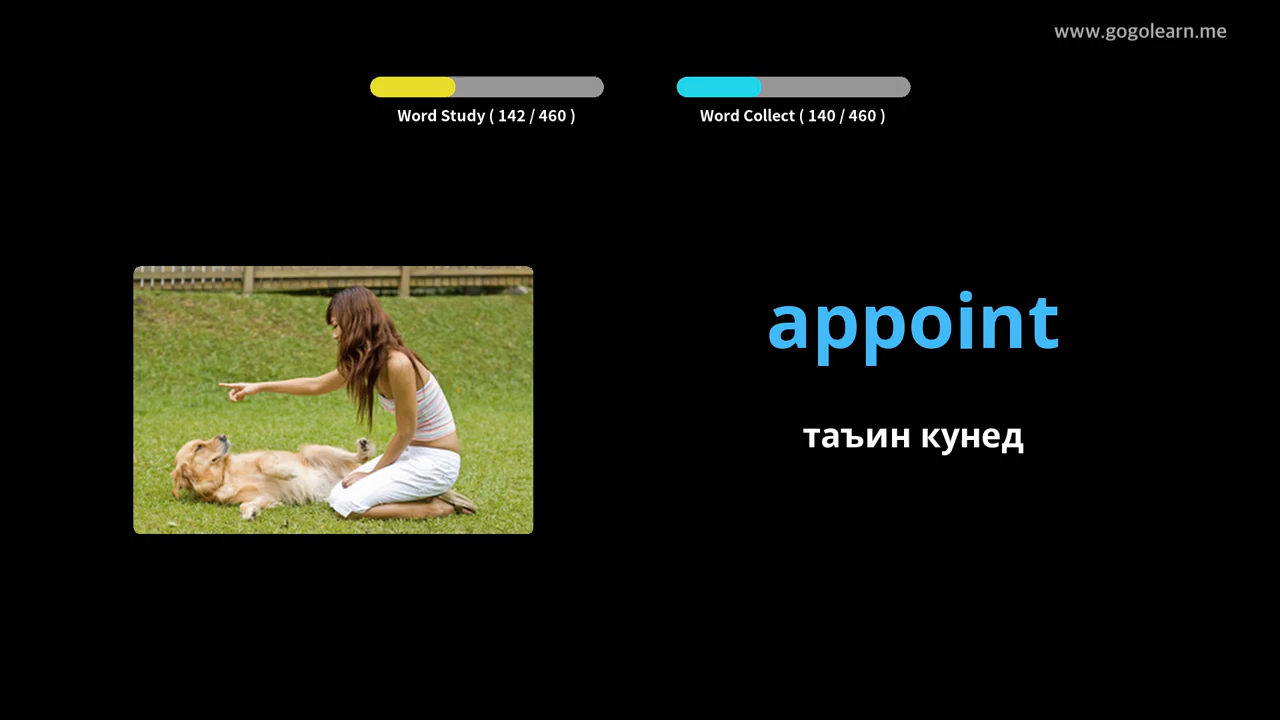 www.gogolearn.me
Word Study ( 142 / 460 )
Word Collect ( 140 / 460 )
appoint
таъин кунед